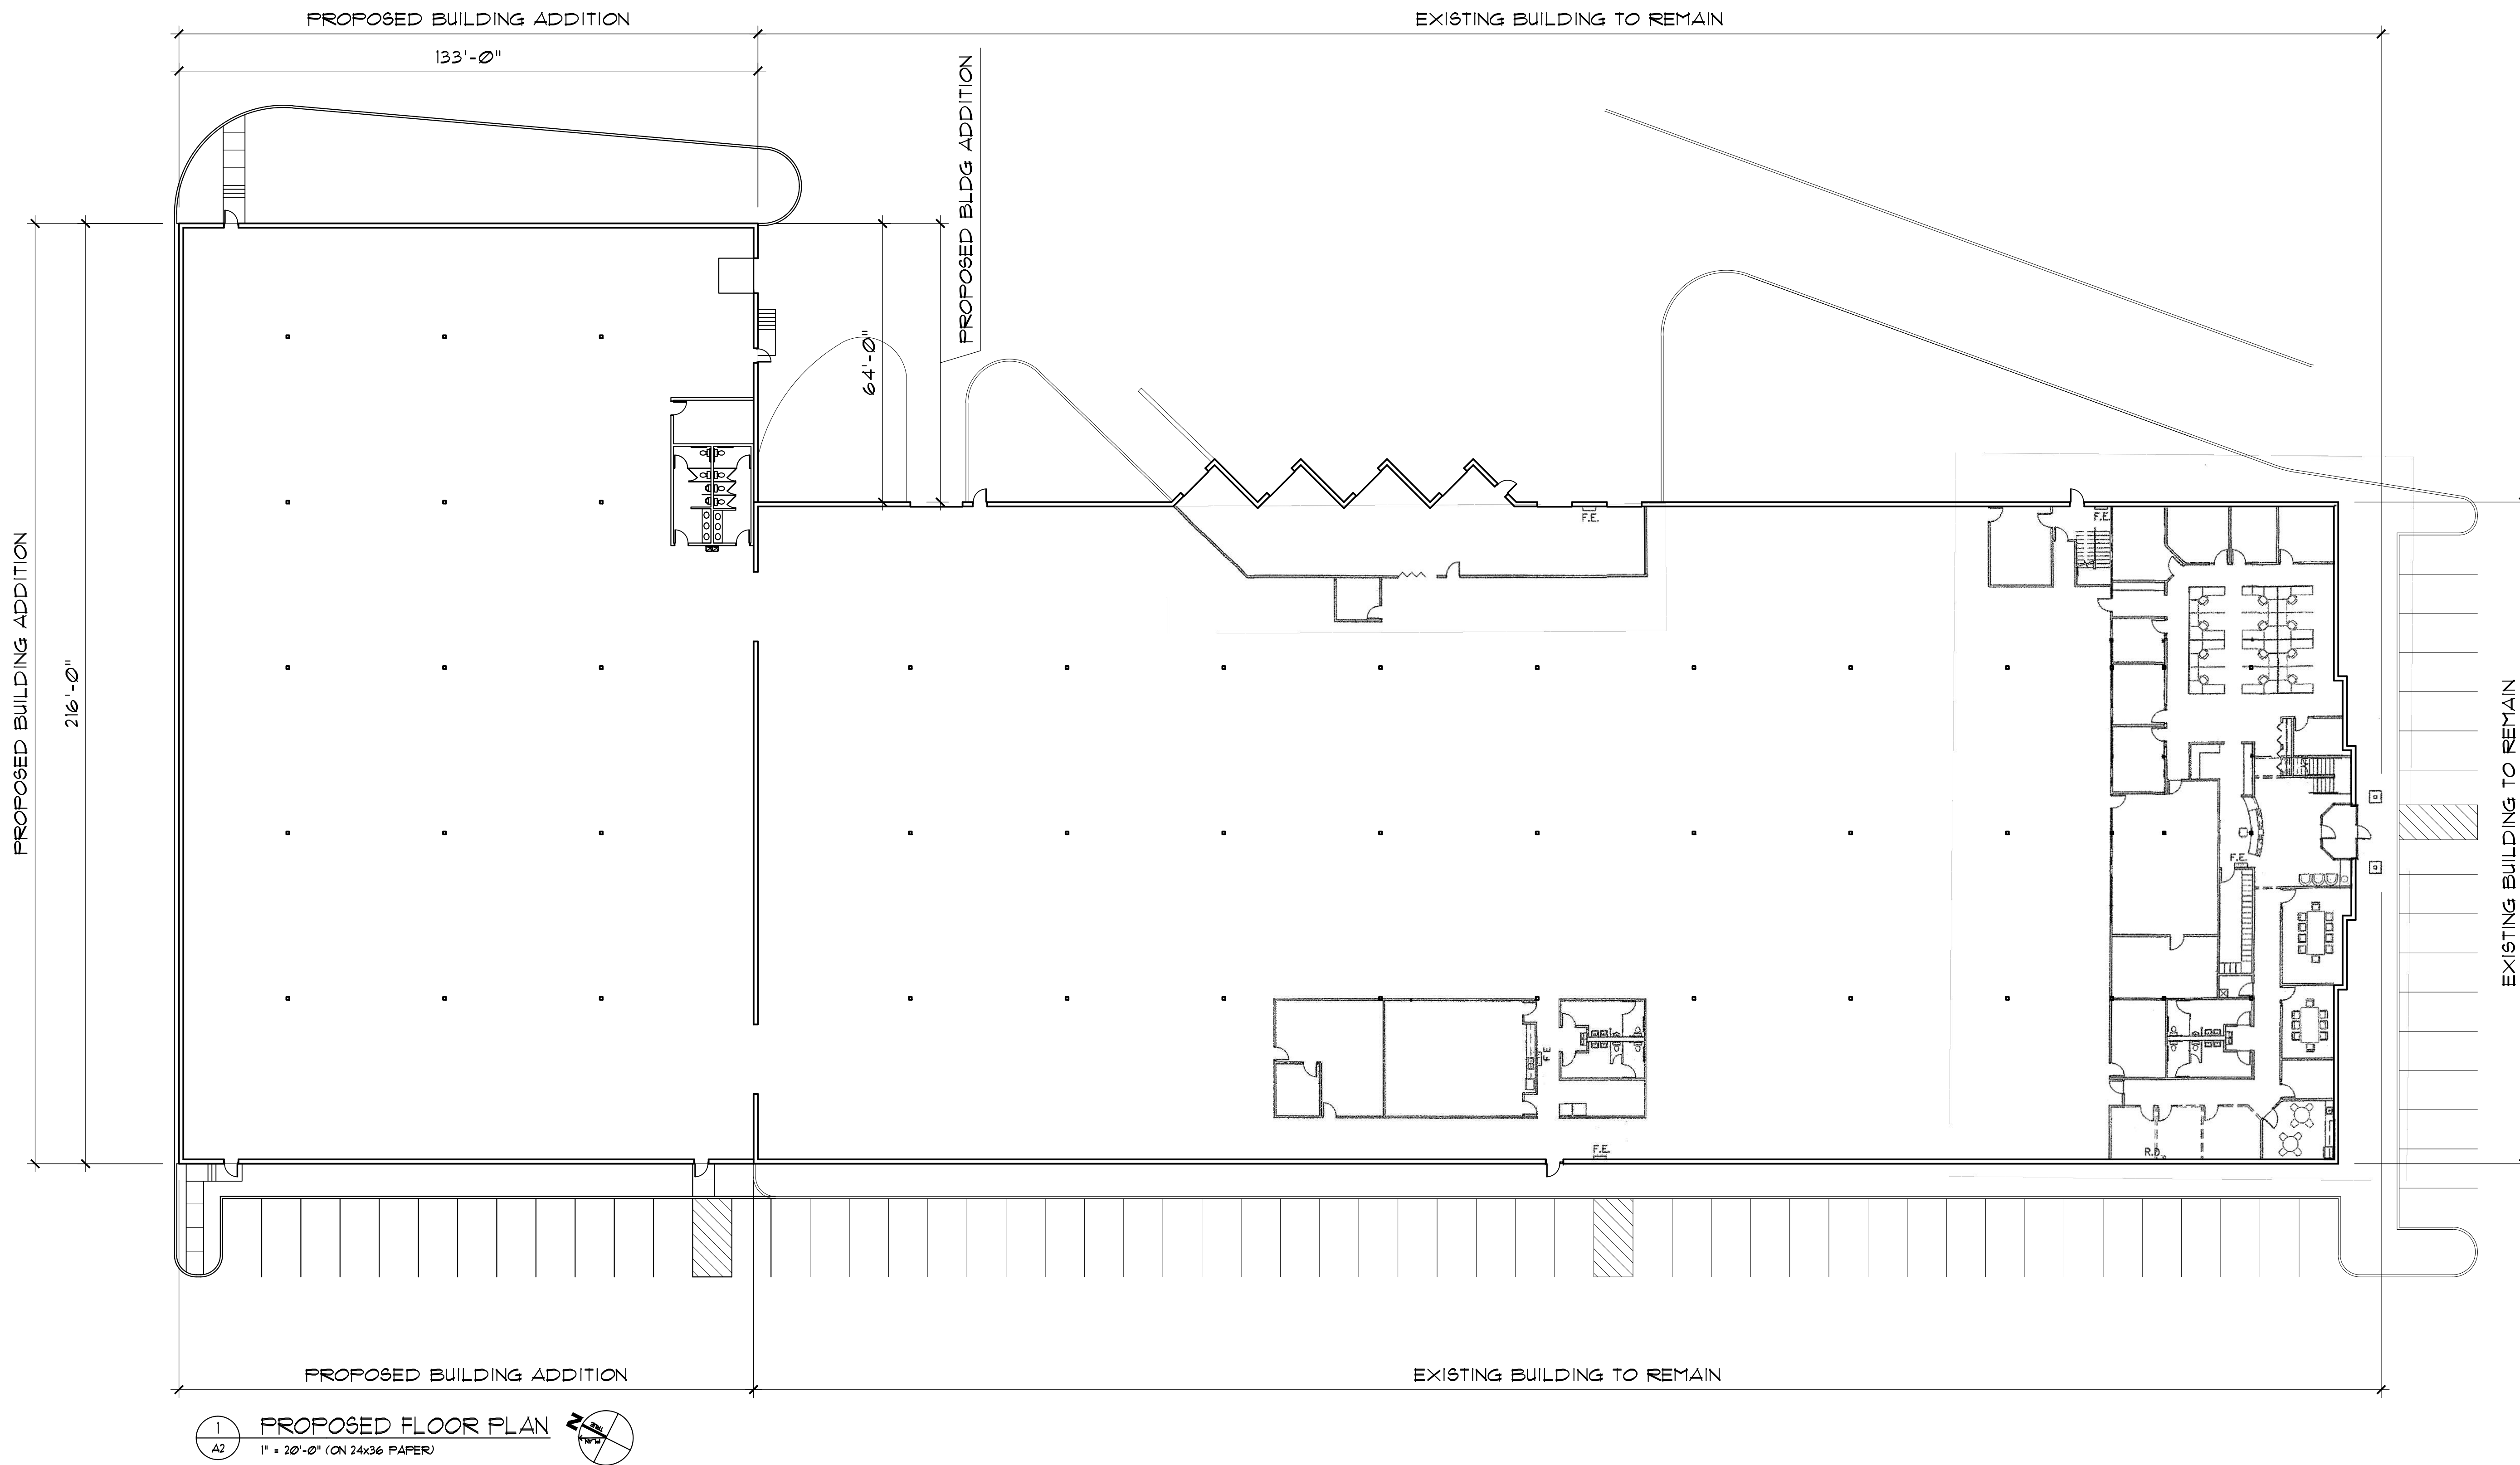 PROPOSED BUILDING ADDITION
EXISTING BUILDING TO REMAIN
133'-0"
PROPOSED BLDG ADDITION
64'-0"
PROPOSED BUILDING ADDITION
216'-0"
F.E.
F.E.
F.E.
F.E.
F.E.
R.D.
EXISTING BUILDING TO REMAIN
PROPOSED BUILDING ADDITION
EXISTING BUILDING TO REMAIN
1
A2
PROPOSED FLOOR PLAN
1" = 20'-0" (ON 24x36 PAPER)
N
TRUE
PLAN